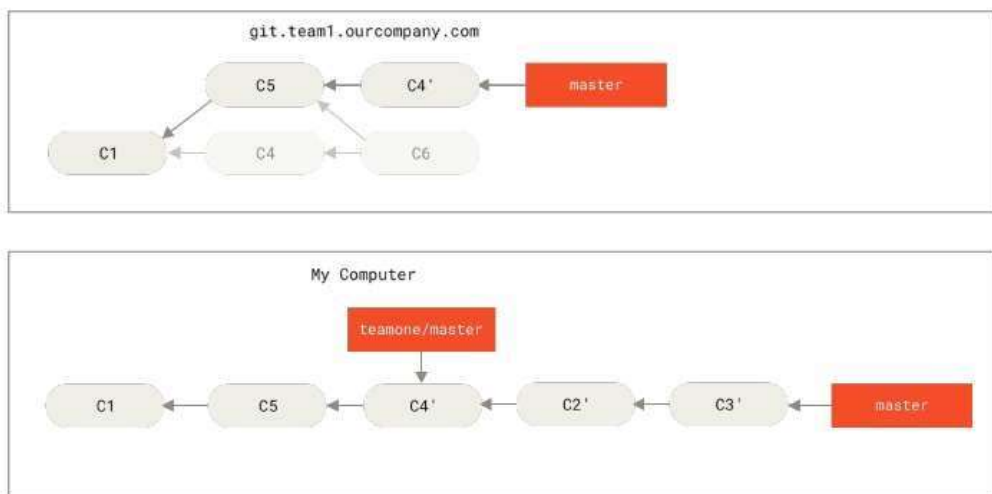 git.team1.ourcompany.com
C5 C4' master
C1 C4 C6
My Computer
teamone/master
C1 C5 C4' C2' C3' master